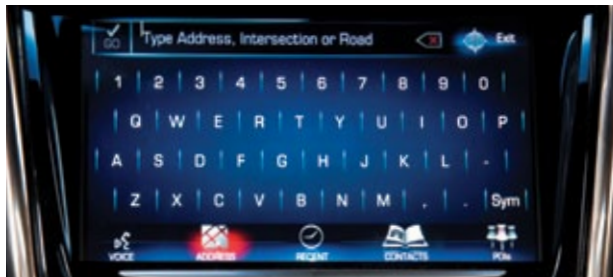 GO Type Address, Intersection or Road Exit
1 2 3 4 5 6 7 8 9 0
Q W E R T Y U I O P
A S D F G H J K L -
Z X C V B N M , . Sym
VOICE ADDRESS RECENT CONTACTS POIs